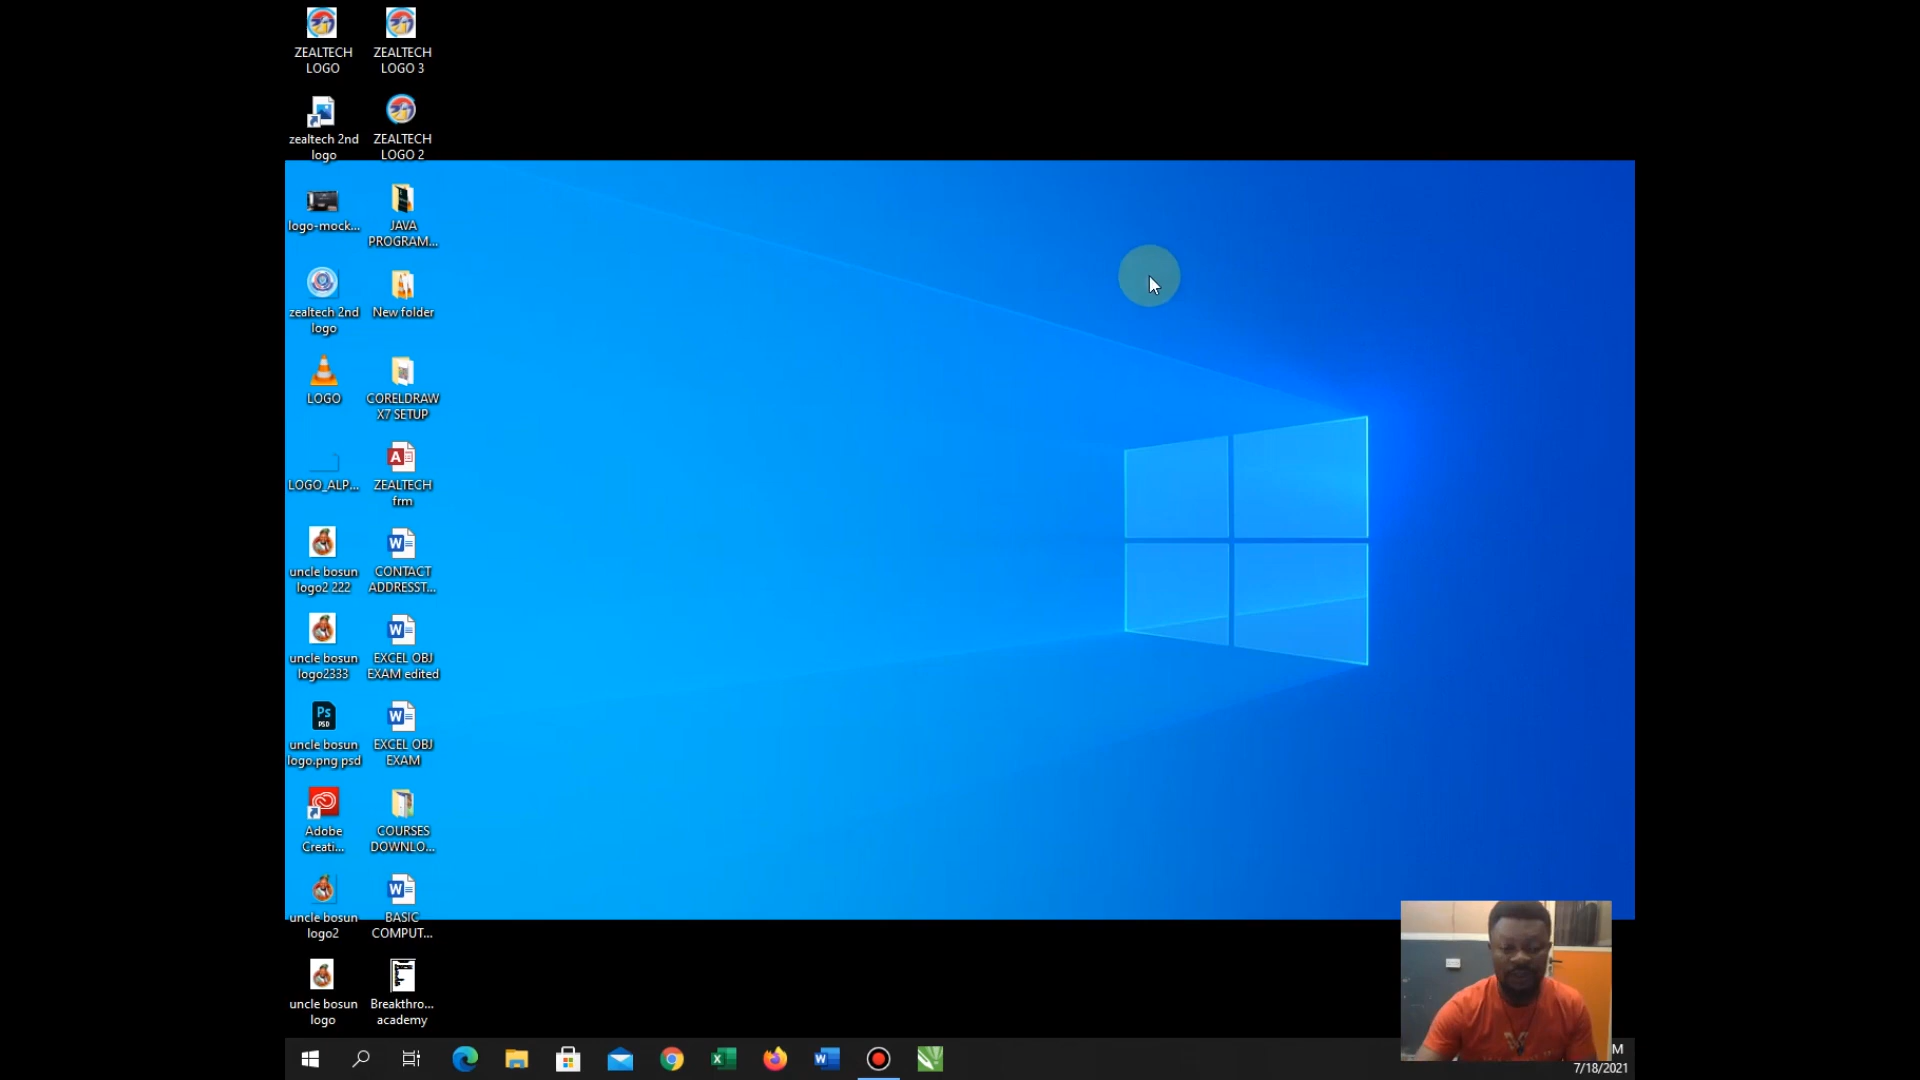 ZEALTECH
LOGO
ZEALTECH
LOGO 3
zealtech 2nd
logo
ZEALTECH
LOGO 2
logo-mock...
JAVA
PROGRAM...
zealtech 2nd
logo
New folder
LOGO
CORELDRAW
X7 SETUP
LOGO_ALP...
ZEALTECH
frm
uncle bosun
logo2 222
CONTACT
ADDRESST...
uncle bosun
logo2333
EXCEL OBJ
EXAM edited
Ps
PSD
uncle bosun
logo.png psd
EXCEL OBJ
EXAM
Adobe
Creati...
COURSES
DOWNLO...
uncle bosun
logo2
BASIC
COMPUT...
uncle bosun
logo
Breakthro...
academy
M
7/18/2021